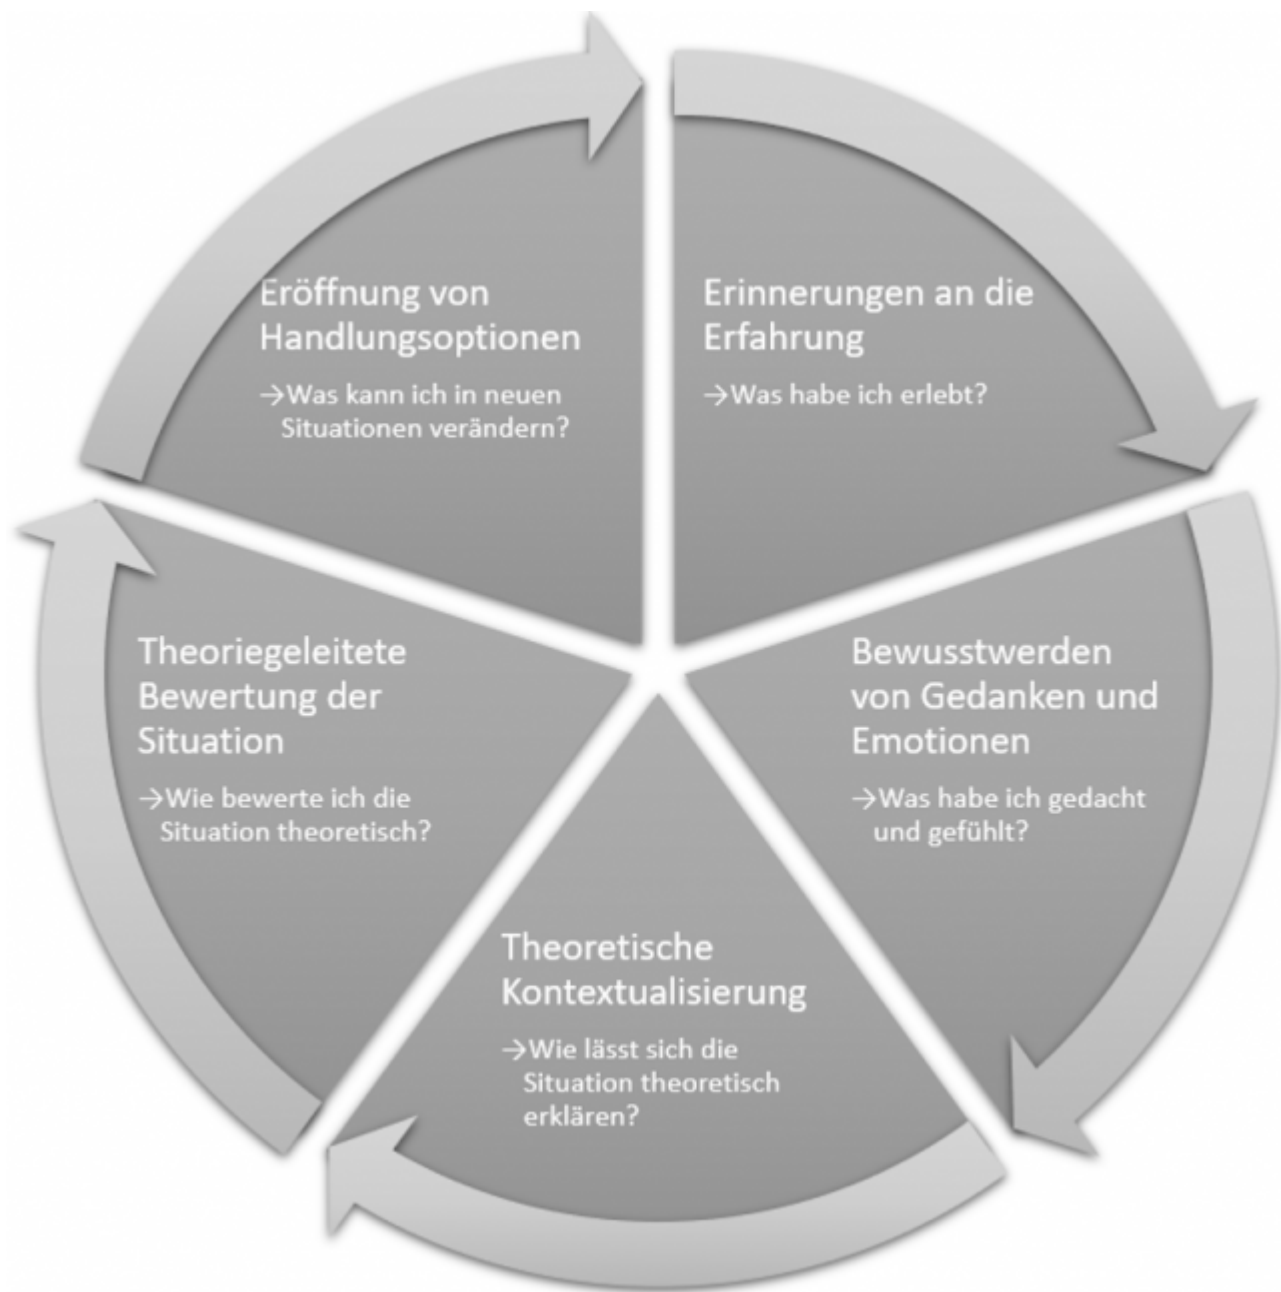 Eröffnung von
Handlungsoptionen
→Was kann ich in neuen
Situationen verändern?
Erinnerungen an die
Erfahrung
→Was habe ich erlebt?
Bewusstwerden
von Gedanken und
Emotionen
→Was habe ich gedacht
und gefühlt?
Theoretische
Kontextualisierung
→Wie lässt sich die
Situation theoretisch
erklären?
Theoriegeleitete
Bewertung der
Situation
→Wie bewerte ich die
Situation theoretisch?